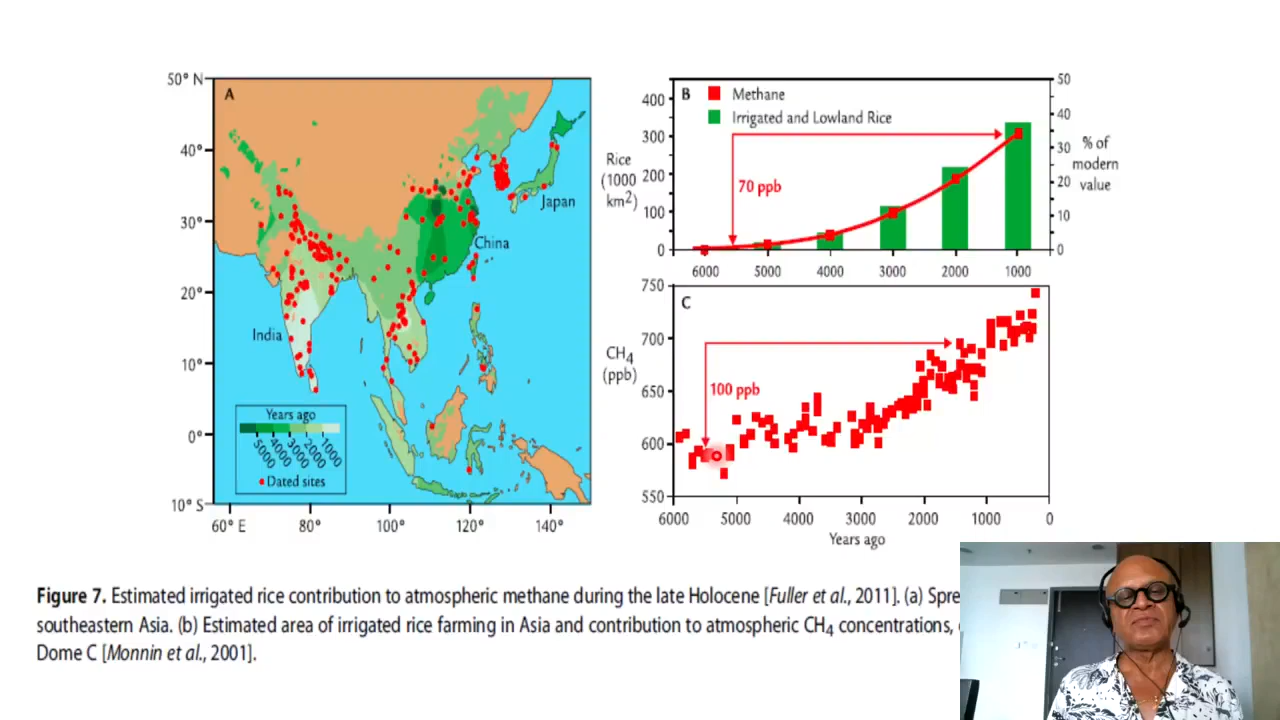 A
50° N
40°
30°
20°
10°
0°
10° S
60° E
80°
100°
120°
140°
Japan
China
India
Years ago
5000
4000
3000
2000
1000
Dated sites
B
Methane
Irrigated and Lowland Rice
Rice
(1000
km²)
400
300
200
100
0
70 ppb
50
40
30
20
10
0
% of
modern
value
6000
5000
4000
3000
2000
1000
C
CH₄
(ppb)
750
700
650
600
550
100 ppb
6000
5000
4000
3000
2000
1000
0
Years ago
Figure 7. Estimated irrigated rice contribution to atmospheric methane during the late Holocene [Fuller et al., 2011]. (a)
southeastern Asia. (b) Estimated area of irrigated rice farming in Asia and contribution to atmospheric CH₄ concentrations,
Dome C [Monnin et al., 2001].